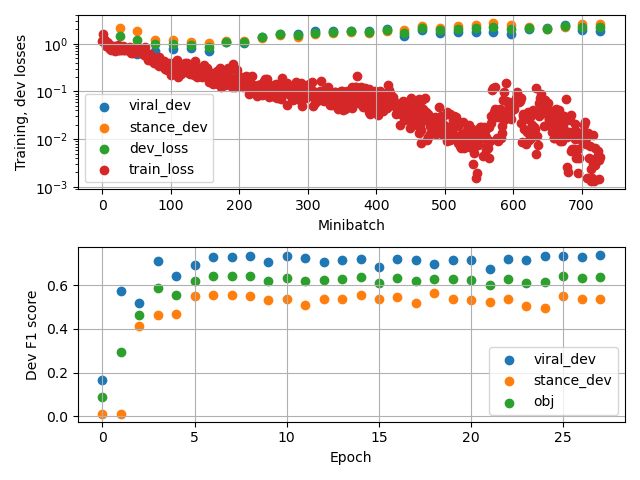 Training, dev losses
10⁰
10⁻¹
10⁻²
10⁻³
viral_dev
stance_dev
dev_loss
train_loss
0 100 200 300 400 500 600 700
Minibatch
Dev F1 score
0.6
0.4
0.2
0.0
viral_dev
stance_dev
obj
0 5 10 15 20 25
Epoch